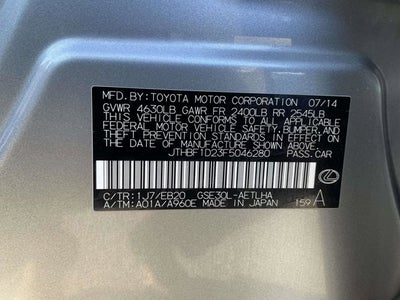 MFD.BY:TOYOTA MOTOR CORPORATION 07/14
GVWR 4630LB GAWR FR 2400LB RR 2545LB
THIS VEHICLE CONFORMS TO ALL APPLICABLE
FEDERAL MOTOR VEHICLE SAFETY, BUMPER, AND
THEFT PREVENTION STANDARDS IN EFFECT ON
THE DATE OF MANUFACTURE SHOWN ABOVE.
JTHBF1D23F5046280 PASS.CAR
C/TR:1J7/EB20 GSE30L-AETLHA
A/TM:A01A/A960E MADE IN JAPAN 159 A